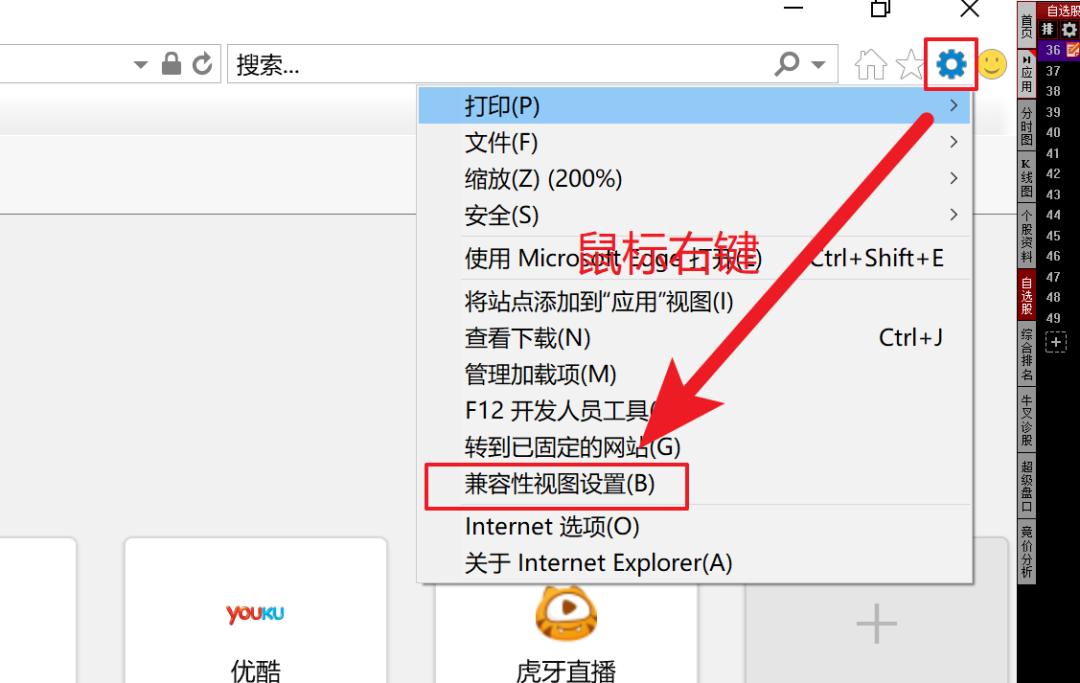 搜索...
打印(P)
文件(F)
缩放(Z) (200%)
安全(S)
使用 Microsoft Edge 打开(E) Ctrl+Shift+E
鼠标右键
将站点添加到“应用”视图(I)
查看下载(N) Ctrl+J
管理加载项(M)
F12 开发人员工具(
转到已固定的网站(G)
兼容性视图设置(B)
Internet 选项(O)
关于 Internet Explorer(A)
YOUKU
优酷
虎牙直播
首页
应用
分时图
K线图
个股资料
自选股
综合排名
牛叉诊股
超级盘口
竞价分析
自选股
36
37
38
39
40
41
42
43
44
45
46
47
48
49